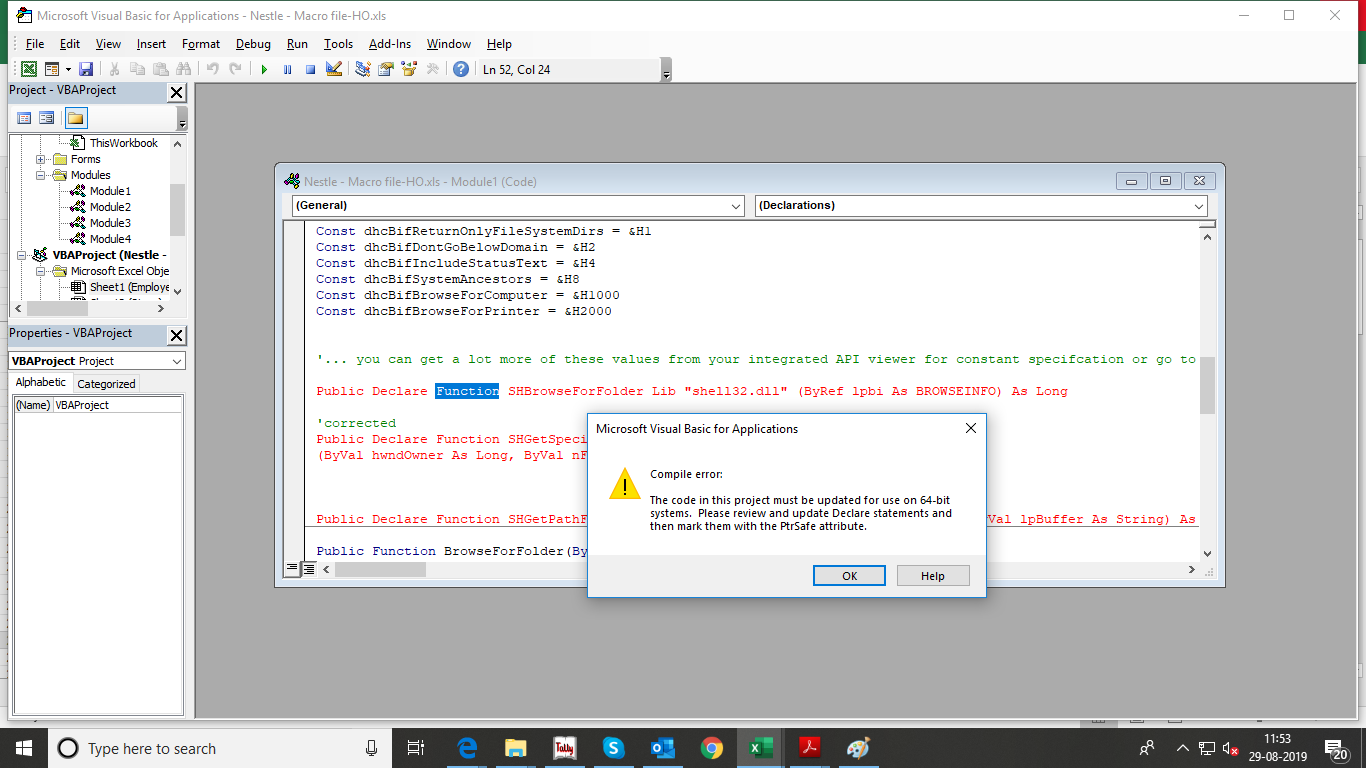 Microsoft Visual Basic for Applications - Nestle - Macro file-HO.xls
File Edit View Insert Format Debug Run Tools Add-Ins Window Help
Ln 52, Col 24
Project - VBAProject
ThisWorkbook
Forms
Modules
Module1
Module2
Module3
Module4
VBAProject (Nestle -
Microsoft Excel Obje
Sheet1 (Employe
Properties - VBAProject
VBAProject Project
Alphabetic Categorized
(Name) VBAProject
Nestle - Macro file-HO.xls - Module1 (Code)
(General) (Declarations)
Const dhcBifReturnOnlyFileSystemDirs = &H1
Const dhcBifDontGoBelowDomain = &H2
Const dhcBifIncludeStatusText = &H4
Const dhcBifSystemAncestors = &H8
Const dhcBifBrowseForComputer = &H1000
Const dhcBifBrowseForPrinter = &H2000
'... you can get a lot more of these values from your integrated API viewer for constant specifcation or go to
Public Declare Function SHBrowseForFolder Lib "shell32.dll" (ByRef lpbi As BROWSEINFO) As Long
'corrected
Public Declare Function SHGetSpeci
(ByVal hwndOwner As Long, ByVal nF
Public Declare Function SHGetPathF Val lpBuffer As String) As
Public Function BrowseForFolder(By
Microsoft Visual Basic for Applications
Compile error:
The code in this project must be updated for use on 64-bit
systems. Please review and update Declare statements and
then mark them with the PtrSafe attribute.
OK Help
Type here to search
Tally
11:53
29-08-2019
20